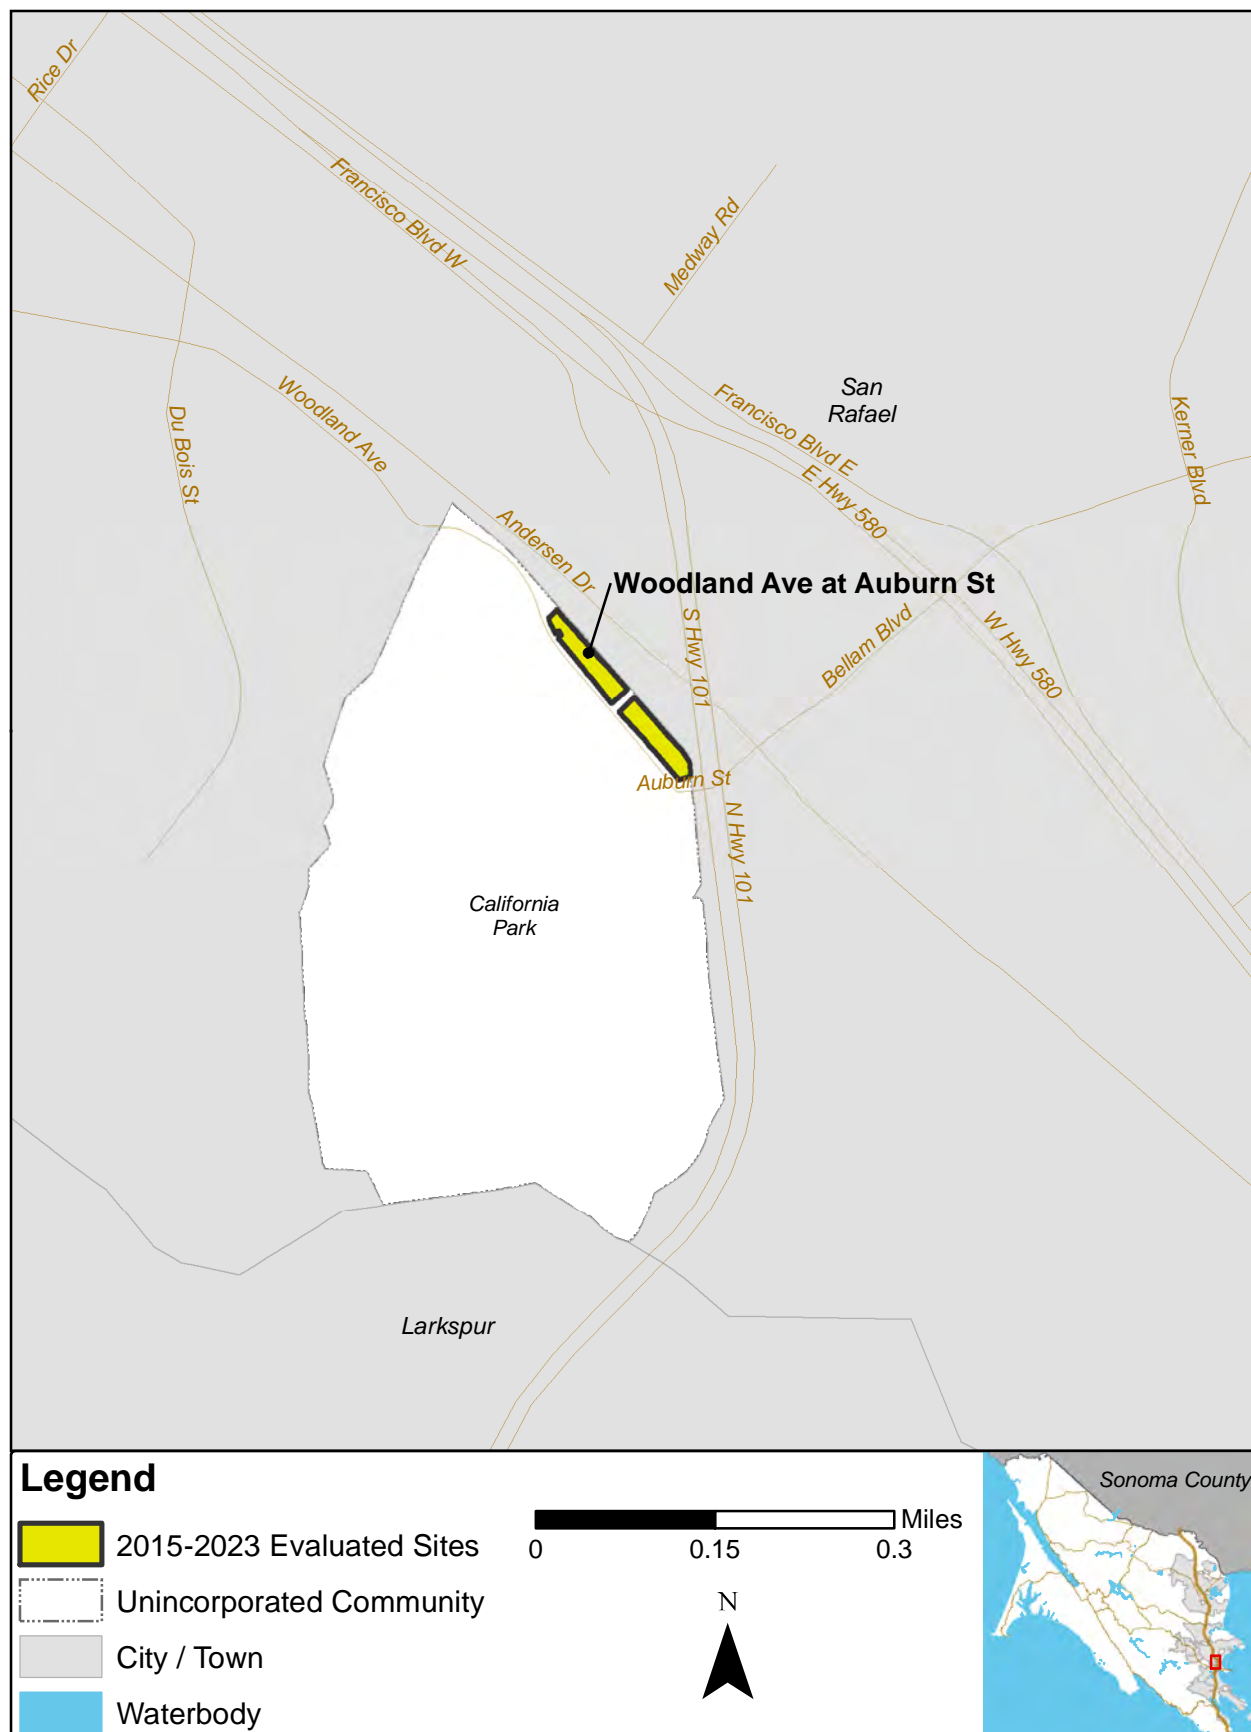 Rice Dr
Francisco Blvd W
Medway Rd
San
Rafael
Francisco Blvd E
Kerner Blvd
Woodland Ave
Du Bois St
E Hwy 580
Andersen Dr
Woodland Ave at Auburn St
S Hwy 101
Bellam Blvd
W Hwy 580
Auburn St
N Hwy 101
California
Park
Larkspur
Legend
2015-2023 Evaluated Sites
Unincorporated Community
City / Town
Waterbody
Miles
0 0.15 0.3
N
Sonoma County